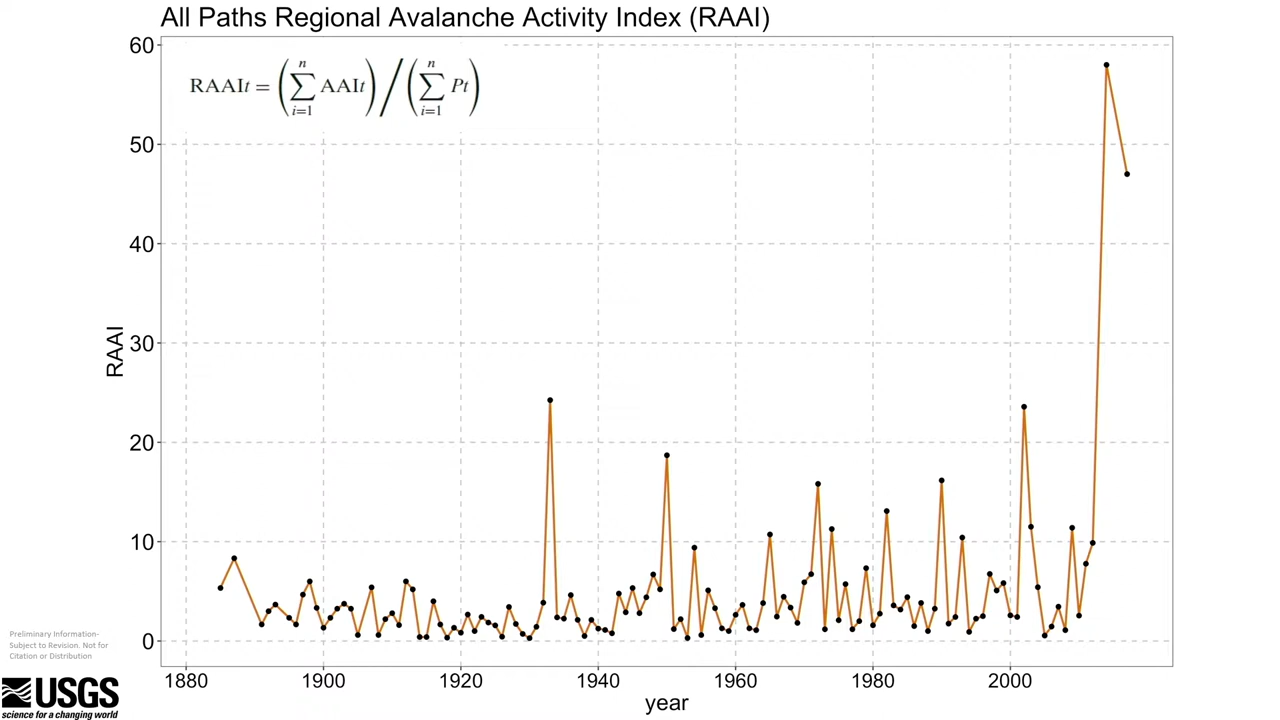 All Paths Regional Avalanche Activity Index (RAAI)
RAAIt = (∑ⁿᵢ₌₁ AAIt) / (∑ⁿᵢ₌₁ Pt)
60
50
40
30
20
10
0
RAAI
1880 1900 1920 1940 1960 1980 2000
year
Preliminary Information-
Subject to Revision. Not for
Citation or Distribution
USGS
science for a changing world